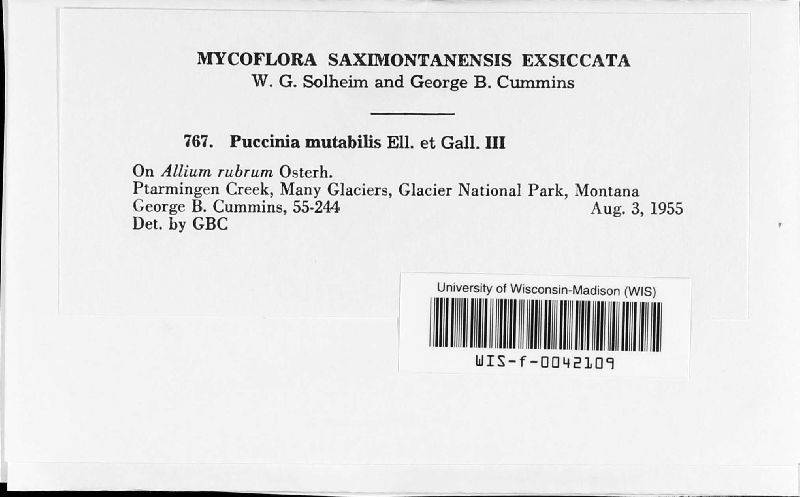 MYCOFLORA SAXIMONTANENSIS EXSICCATA
W. G. Solheim and George B. Cummins
767. Puccinia mutabilis Ell. et Gall. III
On Allium rubrum Osterh.
Ptarmingen Creek, Many Glaciers, Glacier National Park, Montana
George B. Cummins, 55-244 Aug. 3, 1955
Det. by GBC
University of Wisconsin-Madison (WIS)
WIS-f-0042109